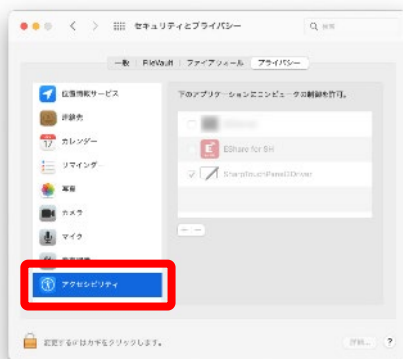 セキュリティとプライバシー
検索
一般
FileVault
ファイアウォール
プライバシー
位置情報サービス
連絡先
カレンダー
17
リマインダー
写真
カメラ
マイク
アクセシビリティ
下のアプリケーションにコンピュータの制御を許可。
EShare for SH
SharpTouchPanelDDriver
変更するにはカギをクリックします。
詳細...
?